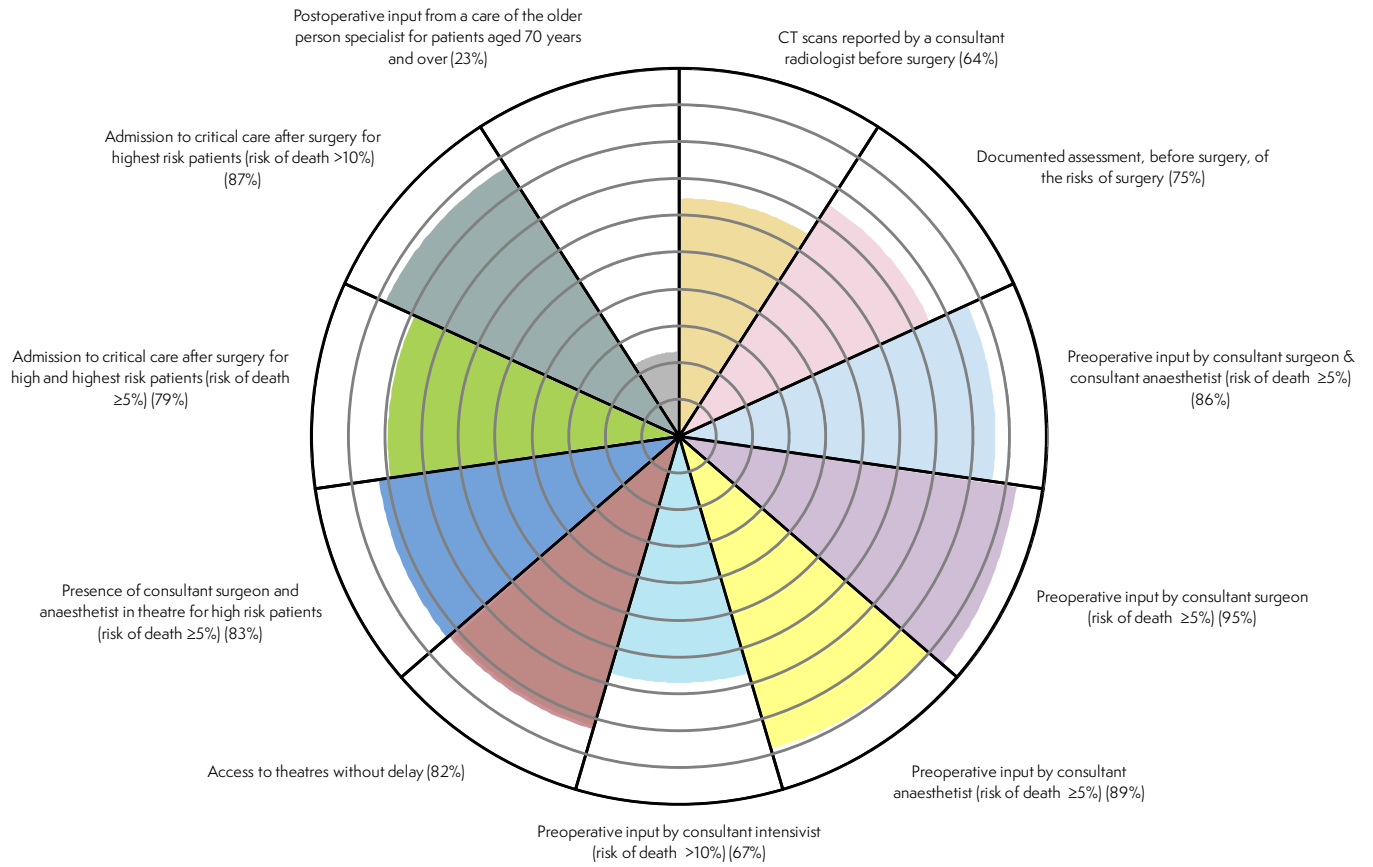 Postoperative input from a care of the older
person specialist for patients aged 70 years
and over (23%)
CT scans reported by a consultant
radiologist before surgery (64%)
Admission to critical care after surgery for
highest risk patients (risk of death >10%)
(87%)
Documented assessment, before surgery, of
the risks of surgery (75%)
Admission to critical care after surgery for
high and highest risk patients (risk of death
≥5%) (79%)
Preoperative input by consultant surgeon &
consultant anaesthetist (risk of death ≥5%)
(86%)
Presence of consultant surgeon and
anaesthetist in theatre for high risk patients
(risk of death ≥5%) (83%)
Preoperative input by consultant surgeon
(risk of death ≥5%) (95%)
Access to theatres without delay (82%)
Preoperative input by consultant
anaesthetist (risk of death ≥5%) (89%)
Preoperative input by consultant intensivist
(risk of death >10%) (67%)